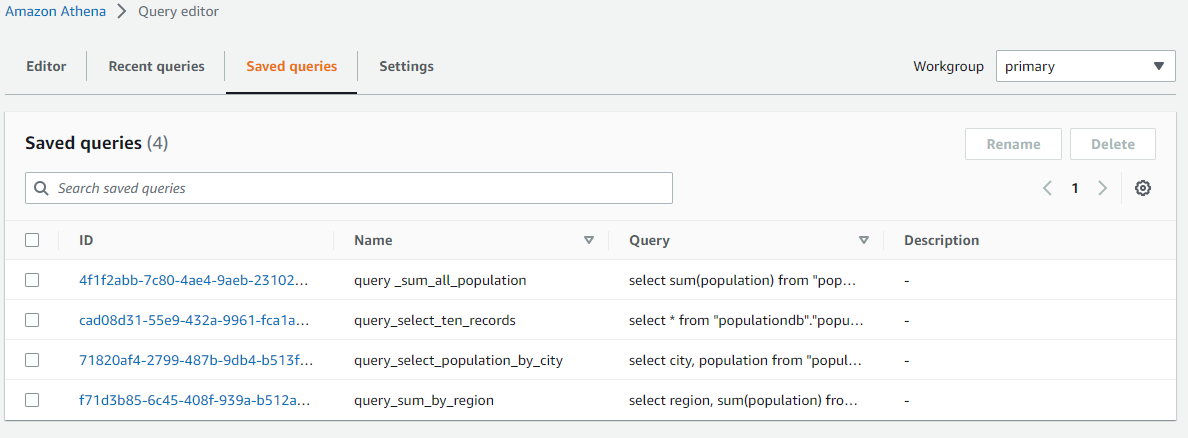 Amazon Athena > Query editor
Editor Recent queries Saved queries Settings Workgroup primary
Saved queries (4) Rename Delete
Search saved queries 1
ID Name Query Description
4f1f2abb-7c80-4ae4-9aeb-23102... query _sum_all_population select sum(population) from "pop... -
cad08d31-55e9-432a-9961-fca1a... query_select_ten_records select * from "populationdb"."popu... -
71820af4-2799-487b-9db4-b513f... query_select_population_by_city select city, population from "popul... -
f71d3b85-6c45-408f-939a-b512a... query_sum_by_region select region, sum(population) fro... -